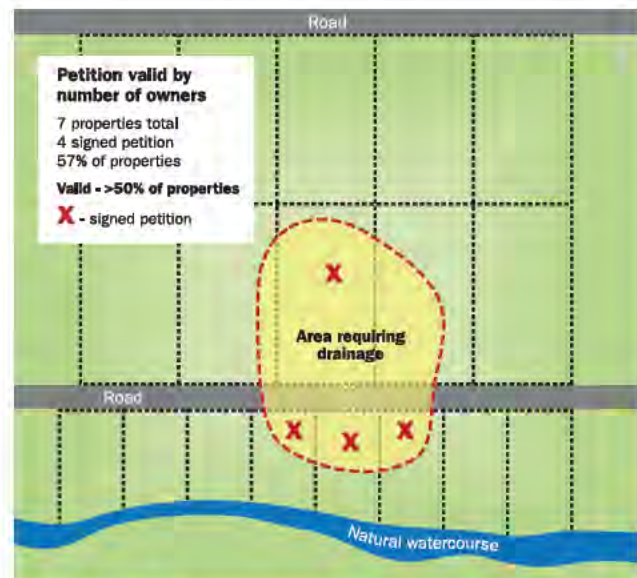 Road
Petition valid by
number of owners
7 properties total
4 signed petition
57% of properties
Valid - >50% of properties
X - signed petition
X
Area requiring
drainage
Road
X X X
Natural watercourse